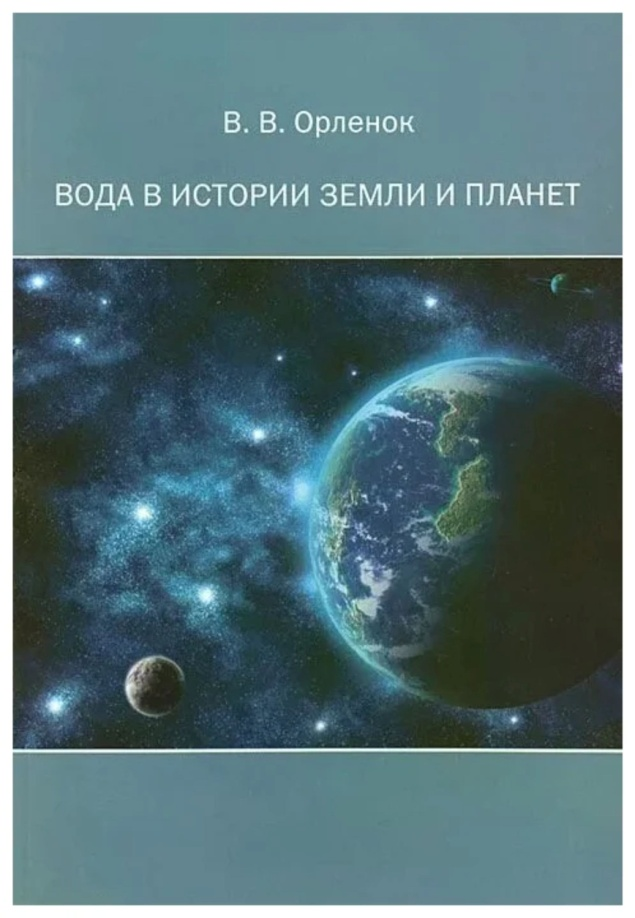 В. В. Орленок
ВОДА В ИСТОРИИ ЗЕМЛИ И ПЛАНЕТ